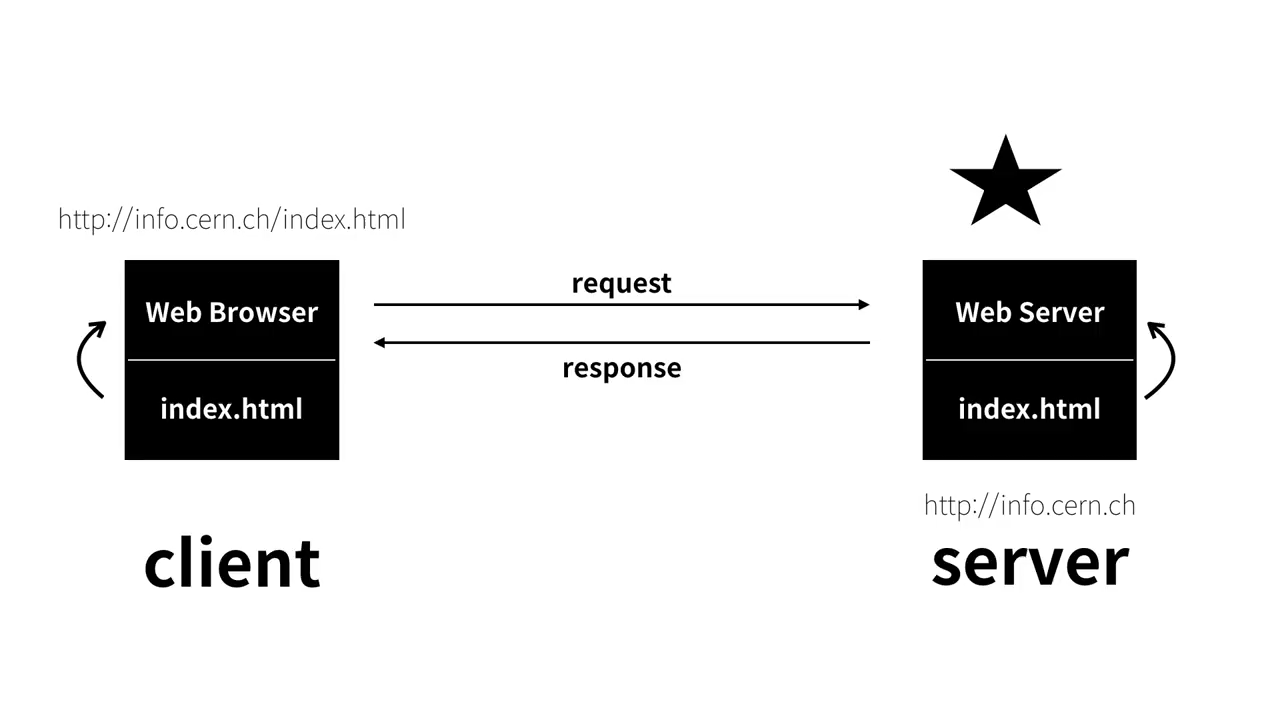 http://info.cern.ch/index.html
Web Browser
index.html
client
request
response
Web Server
index.html
http://info.cern.ch
server